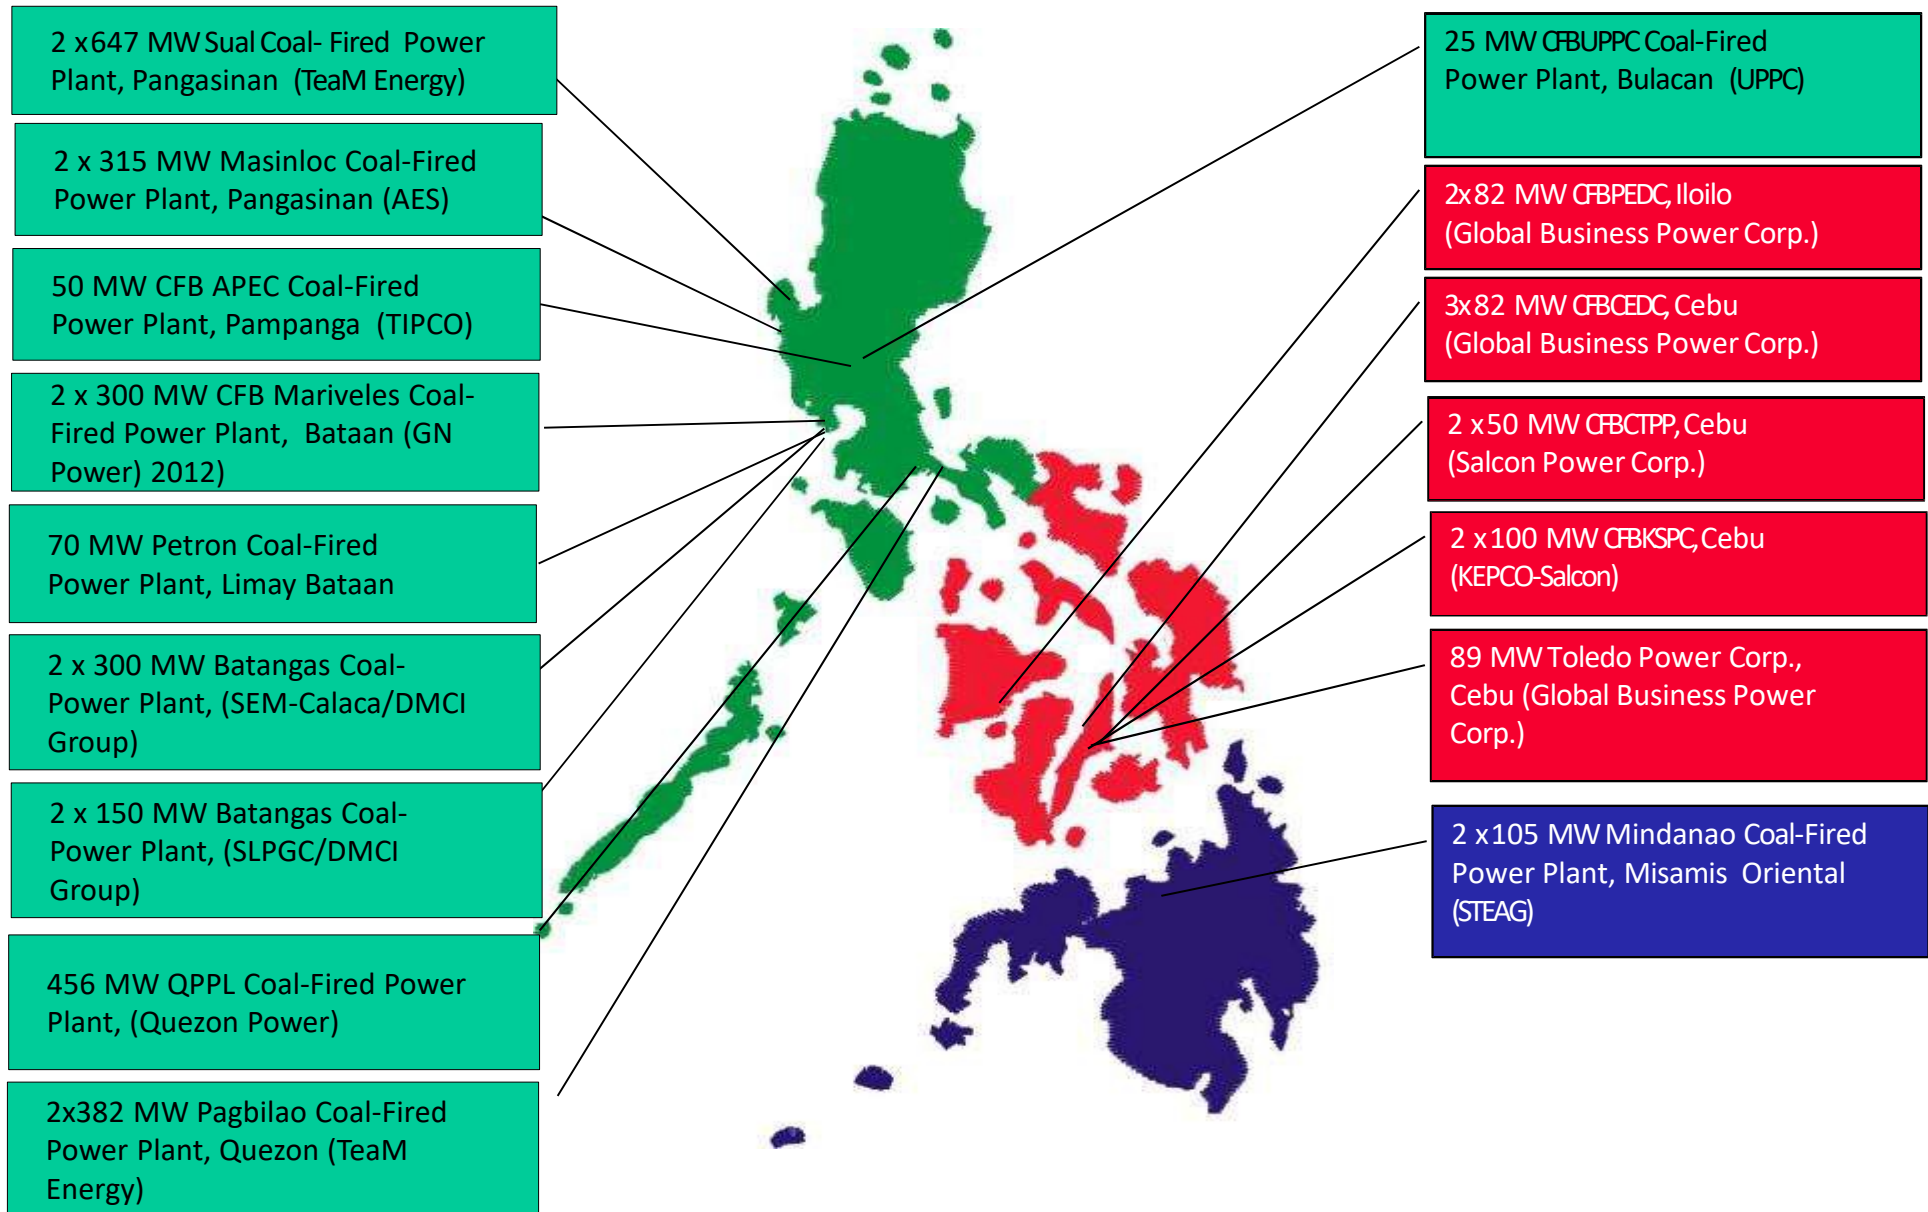 2 x647 MW Sual Coal- Fired Power
Plant, Pangasinan (TeaM Energy)
2 x 315 MW Masinloc Coal-Fired
Power Plant, Pangasinan (AES)
50 MW CFB APEC Coal-Fired
Power Plant, Pampanga (TIPCO)
2 x 300 MW CFB Mariveles Coal-
Fired Power Plant, Bataan (GN
Power) 2012)
70 MW Petron Coal-Fired
Power Plant, Limay Bataan
2 x 300 MW Batangas Coal-
Power Plant, (SEM-Calaca/DMCI
Group)
2 x 150 MW Batangas Coal-
Power Plant, (SLPGC/DMCI
Group)
456 MW QPPL Coal-Fired Power
Plant, (Quezon Power)
2x382 MW Pagbilao Coal-Fired
Power Plant, Quezon (TeaM
Energy)
25 MW CFBUPPC Coal-Fired
Power Plant, Bulacan (UPPC)
2x82 MW CFBPEDC, Iloilo
(Global Business Power Corp.)
3x82 MW CFBCEDC, Cebu
(Global Business Power Corp.)
2 x50 MW CFBCTPP, Cebu
(Salcon Power Corp.)
2 x100 MW CFBKSPC, Cebu
(KEPCO-Salcon)
89 MW Toledo Power Corp.,
Cebu (Global Business Power
Corp.)
2 x105 MW Mindanao Coal-Fired
Power Plant, Misamis Oriental
(STEAG)